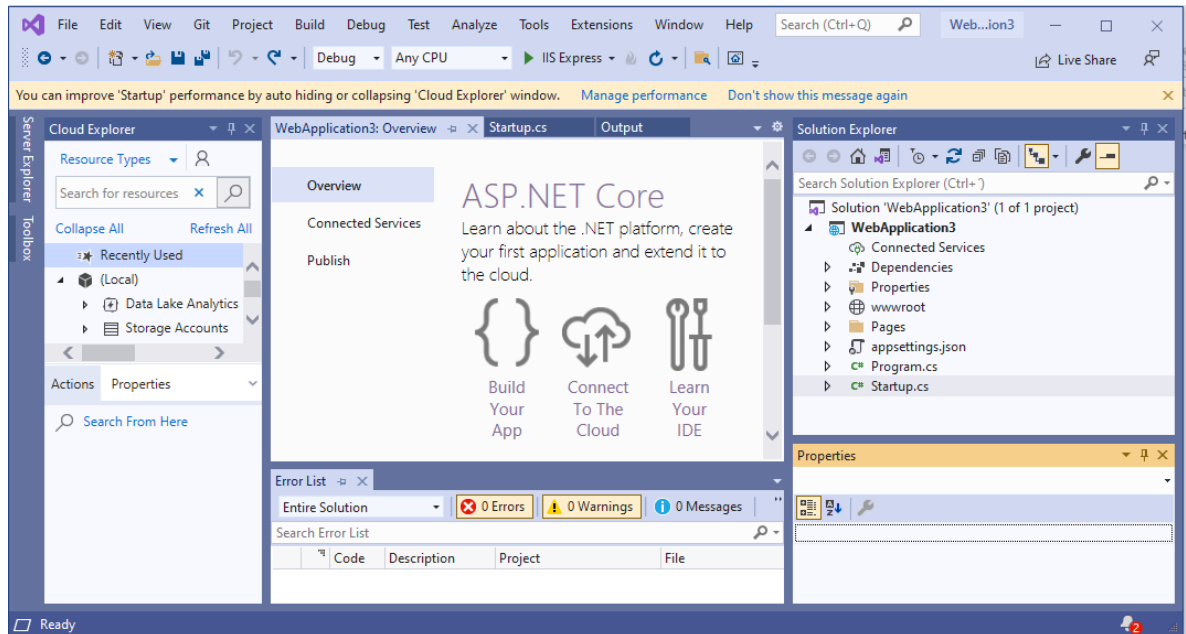 File Edit View Git Project Build Debug Test Analyze Tools Extensions Window Help Search (Ctrl+Q) Web...ion3
Debug Any CPU IIS Express Live Share
You can improve 'Startup' performance by auto hiding or collapsing 'Cloud Explorer' window. Manage performance Don't show this message again
Server Explorer
Toolbox
Cloud Explorer
Resource Types
Search for resources
Collapse All Refresh All
Recently Used
(Local)
Data Lake Analytics
Storage Accounts
Actions Properties
Search From Here
WebApplication3: Overview Startup.cs Output
Overview
Connected Services
Publish
ASP.NET Core
Learn about the .NET platform, create
your first application and extend it to
the cloud.
Build
Your
App
Connect
To The
Cloud
Learn
Your
IDE
Error List
Entire Solution 0 Errors 0 Warnings 0 Messages
Search Error List
Code Description Project File
Solution Explorer
Search Solution Explorer (Ctrl+´)
Solution 'WebApplication3' (1 of 1 project)
WebApplication3
Connected Services
Dependencies
Properties
wwwroot
Pages
appsettings.json
C# Program.cs
C# Startup.cs
Properties
Ready 2